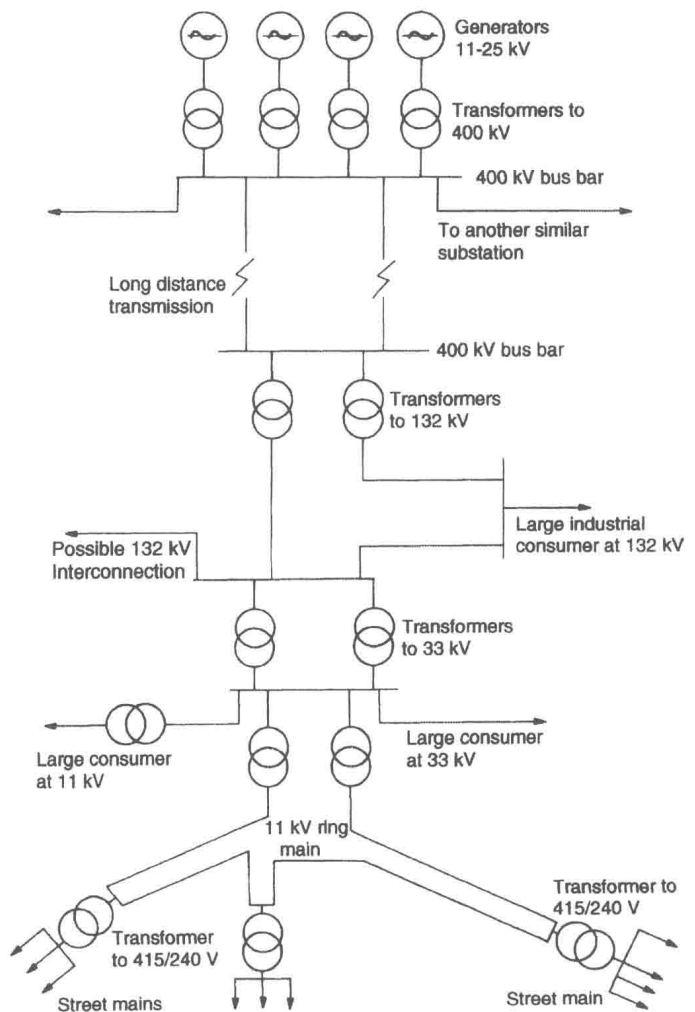 Generators
11-25 kV
Transformers to
400 kV
400 kV bus bar
To another similar
substation
Long distance
transmission
400 kV bus bar
Transformers
to 132 kV
Large industrial
consumer at 132 kV
Possible 132 kV
Interconnection
Transformers
to 33 kV
Large consumer
at 11 kV
Large consumer
at 33 kV
11 kV ring
main
Transformer to
415/240 V
Transformer
to 415/240 V
Street mains
Street main